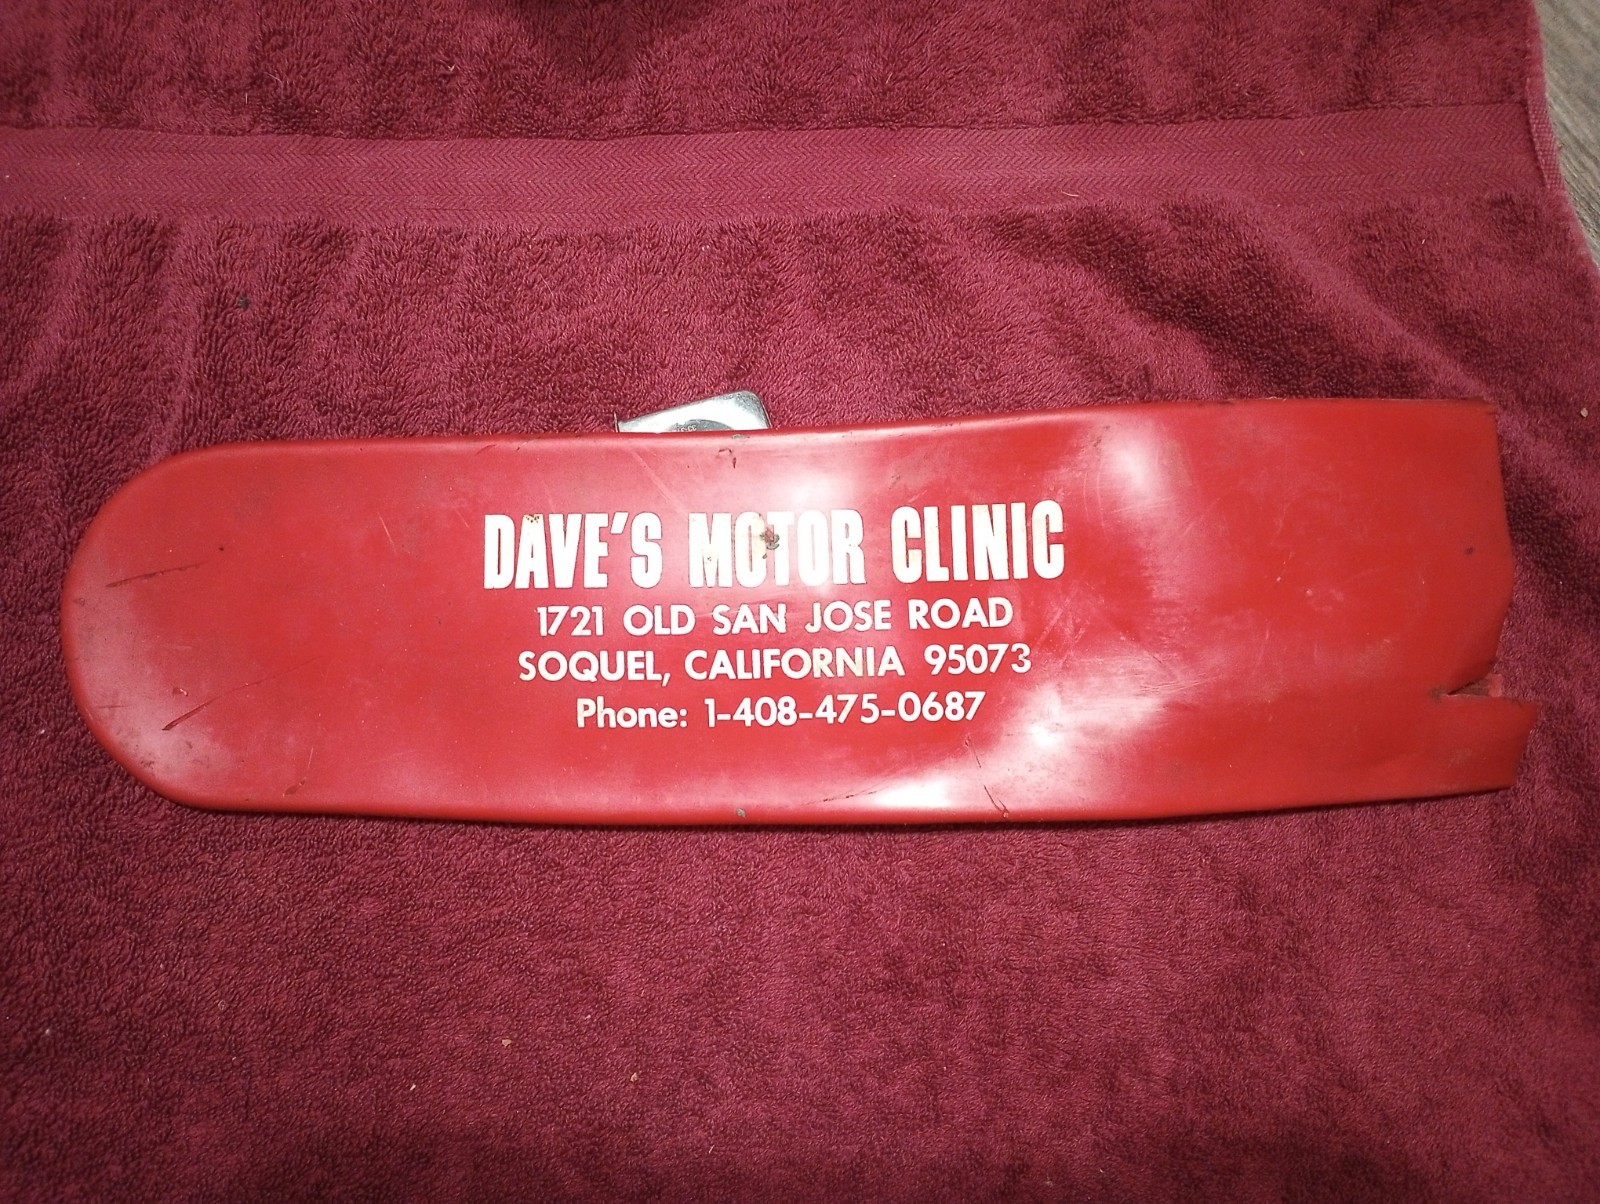 DAVE'S MOTOR CLINIC
1721 OLD SAN JOSE ROAD
SOQUEL, CALIFORNIA 95073
Phone: 1-408-475-0687